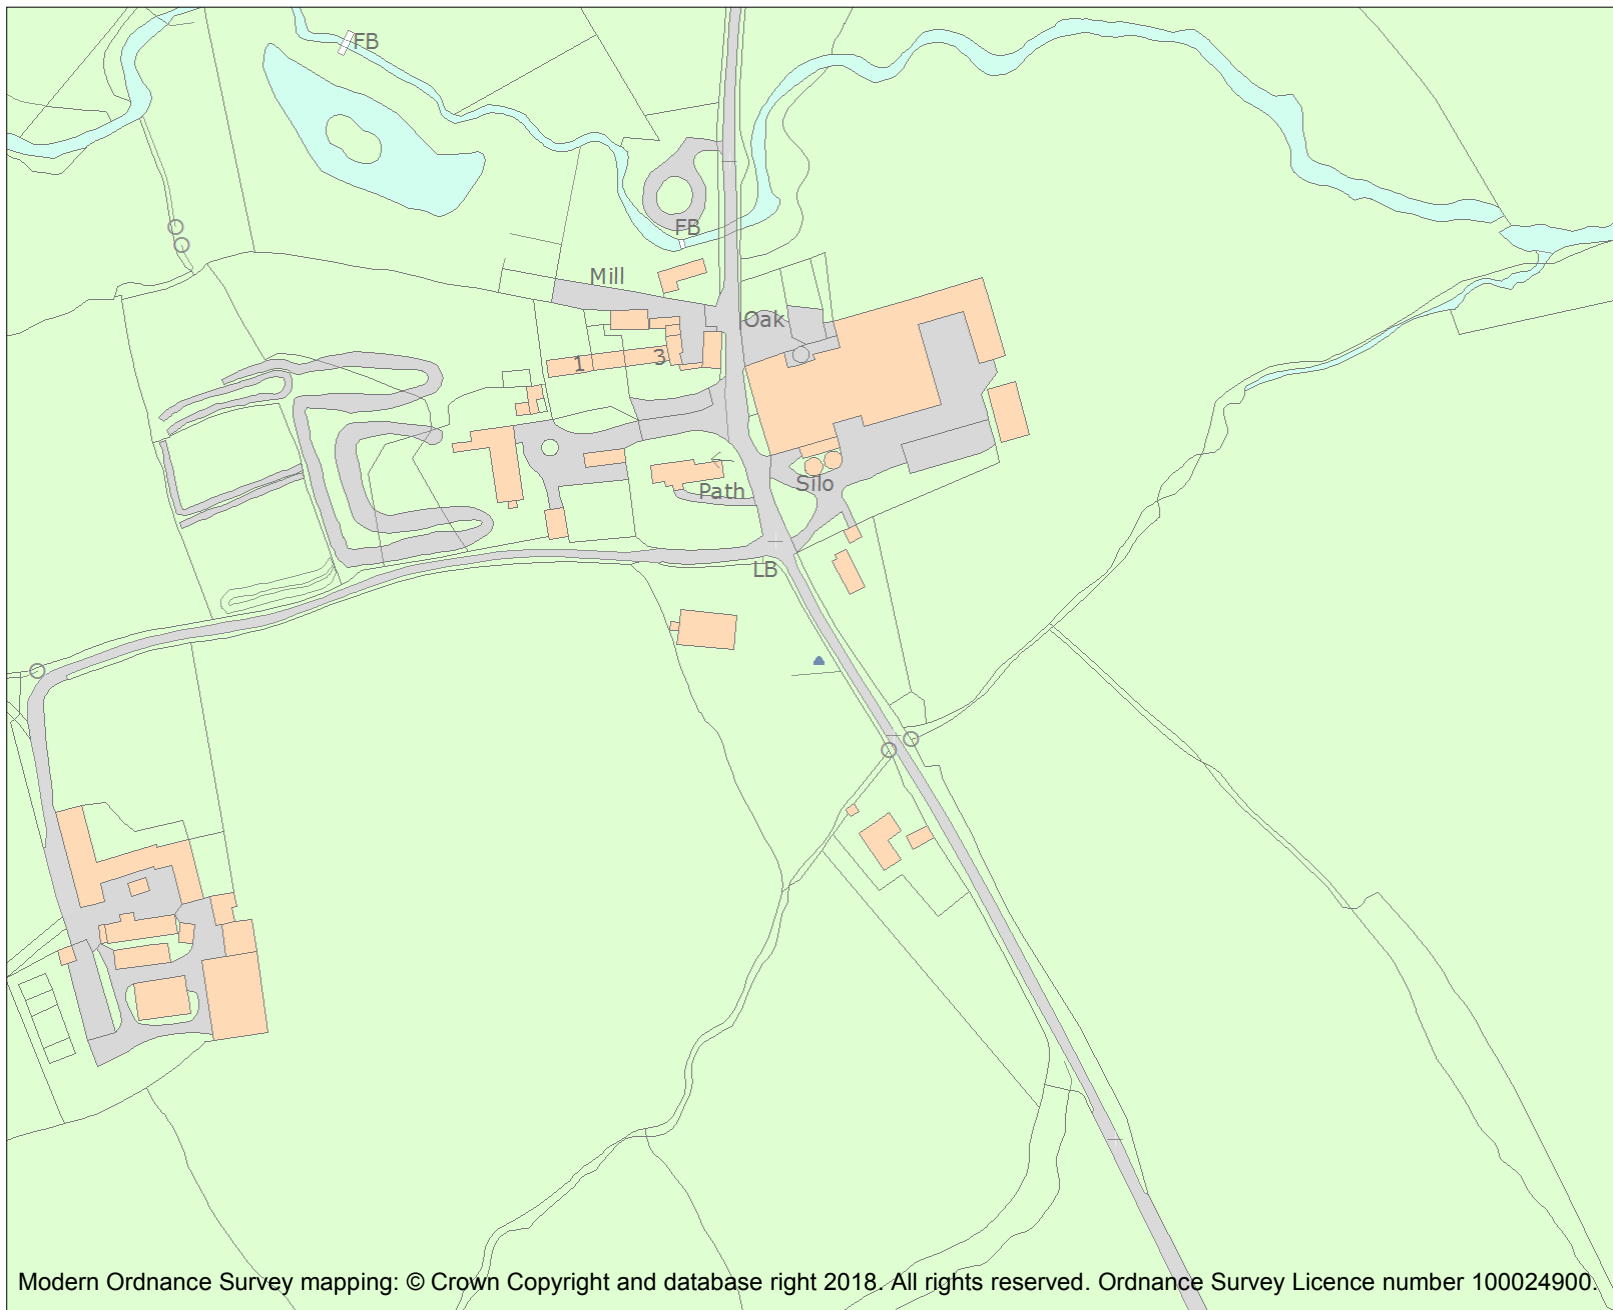 FB
FB
Mill
Oak
1
3
Silo
Path
LB
Modern Ordnance Survey mapping: © Crown Copyright and database right 2018. All rights reserved. Ordnance Survey Licence number 100024900.